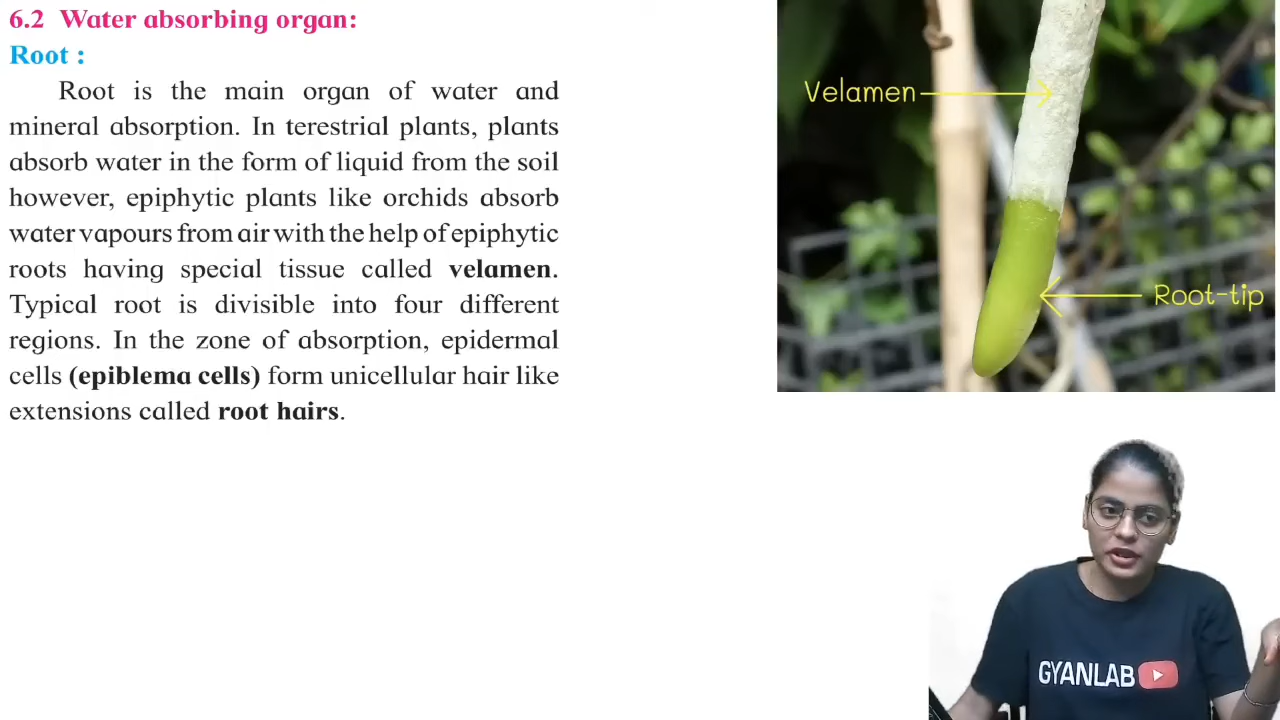 6.2 Water absorbing organ:
Root :
Root is the main organ of water and
mineral absorption. In terestrial plants, plants
absorb water in the form of liquid from the soil
however, epiphytic plants like orchids absorb
water vapours from air with the help of epiphytic
roots having special tissue called velamen.
Typical root is divisible into four different
regions. In the zone of absorption, epidermal
cells (epiblema cells) form unicellular hair like
extensions called root hairs.
Velamen
Root-tip
GYANLAB